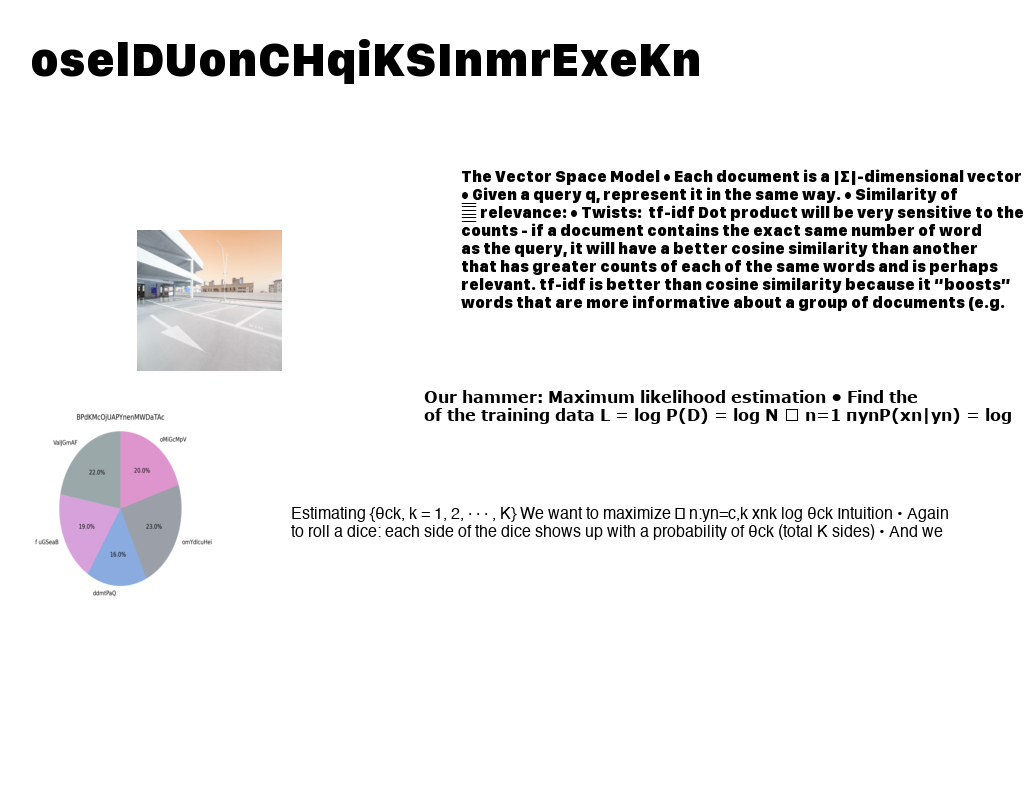 oselDUonCHqiKSInmrExeKn
The Vector Space Model • Each document is a |Σ|-dimensional vector
• Given a query q, represent it in the same way. • Similarity of
relevance: • Twists: tf-idf Dot product will be very sensitive to the
counts - if a document contains the exact same number of word
as the query, it will have a better cosine similarity than another
that has greater counts of each of the same words and is perhaps
relevant. tf-idf is better than cosine similarity because it “boosts”
words that are more informative about a group of documents (e.g.
Our hammer: Maximum likelihood estimation • Find the
of the training data L = log P(D) = log N □ n=1 πynP(xn|yn) = log
BPdKMcOjUAPYnenMWDaTAc
oMiGcMpV
22.0%
20.0%
19.0%
23.0%
16.0%
omYdlcuHei
ddmtPaQ
Estimating {θck, k = 1, 2, · · · , K} We want to maximize □ n:yn=c,k xnk log θck Intuition • Again
to roll a dice: each side of the dice shows up with a probability of θck (total K sides) • And we